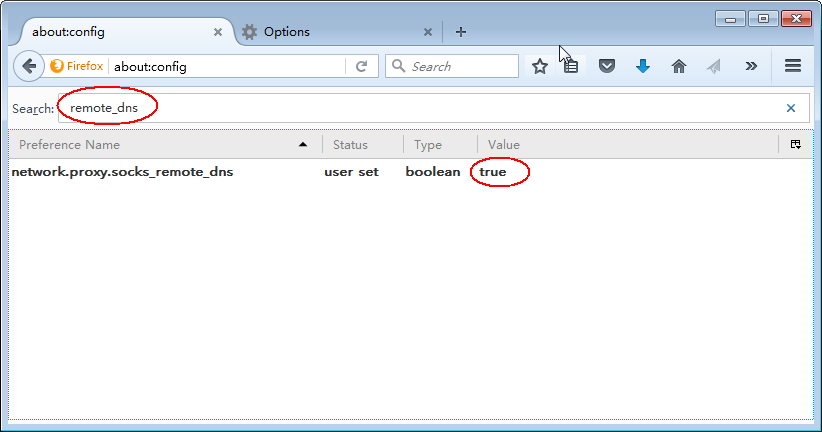 about:config
Options
Firefox
about:config
Search
Search:
remote_dns
Preference Name
Status
Type
Value
network.proxy.socks_remote_dns
user set
boolean
true